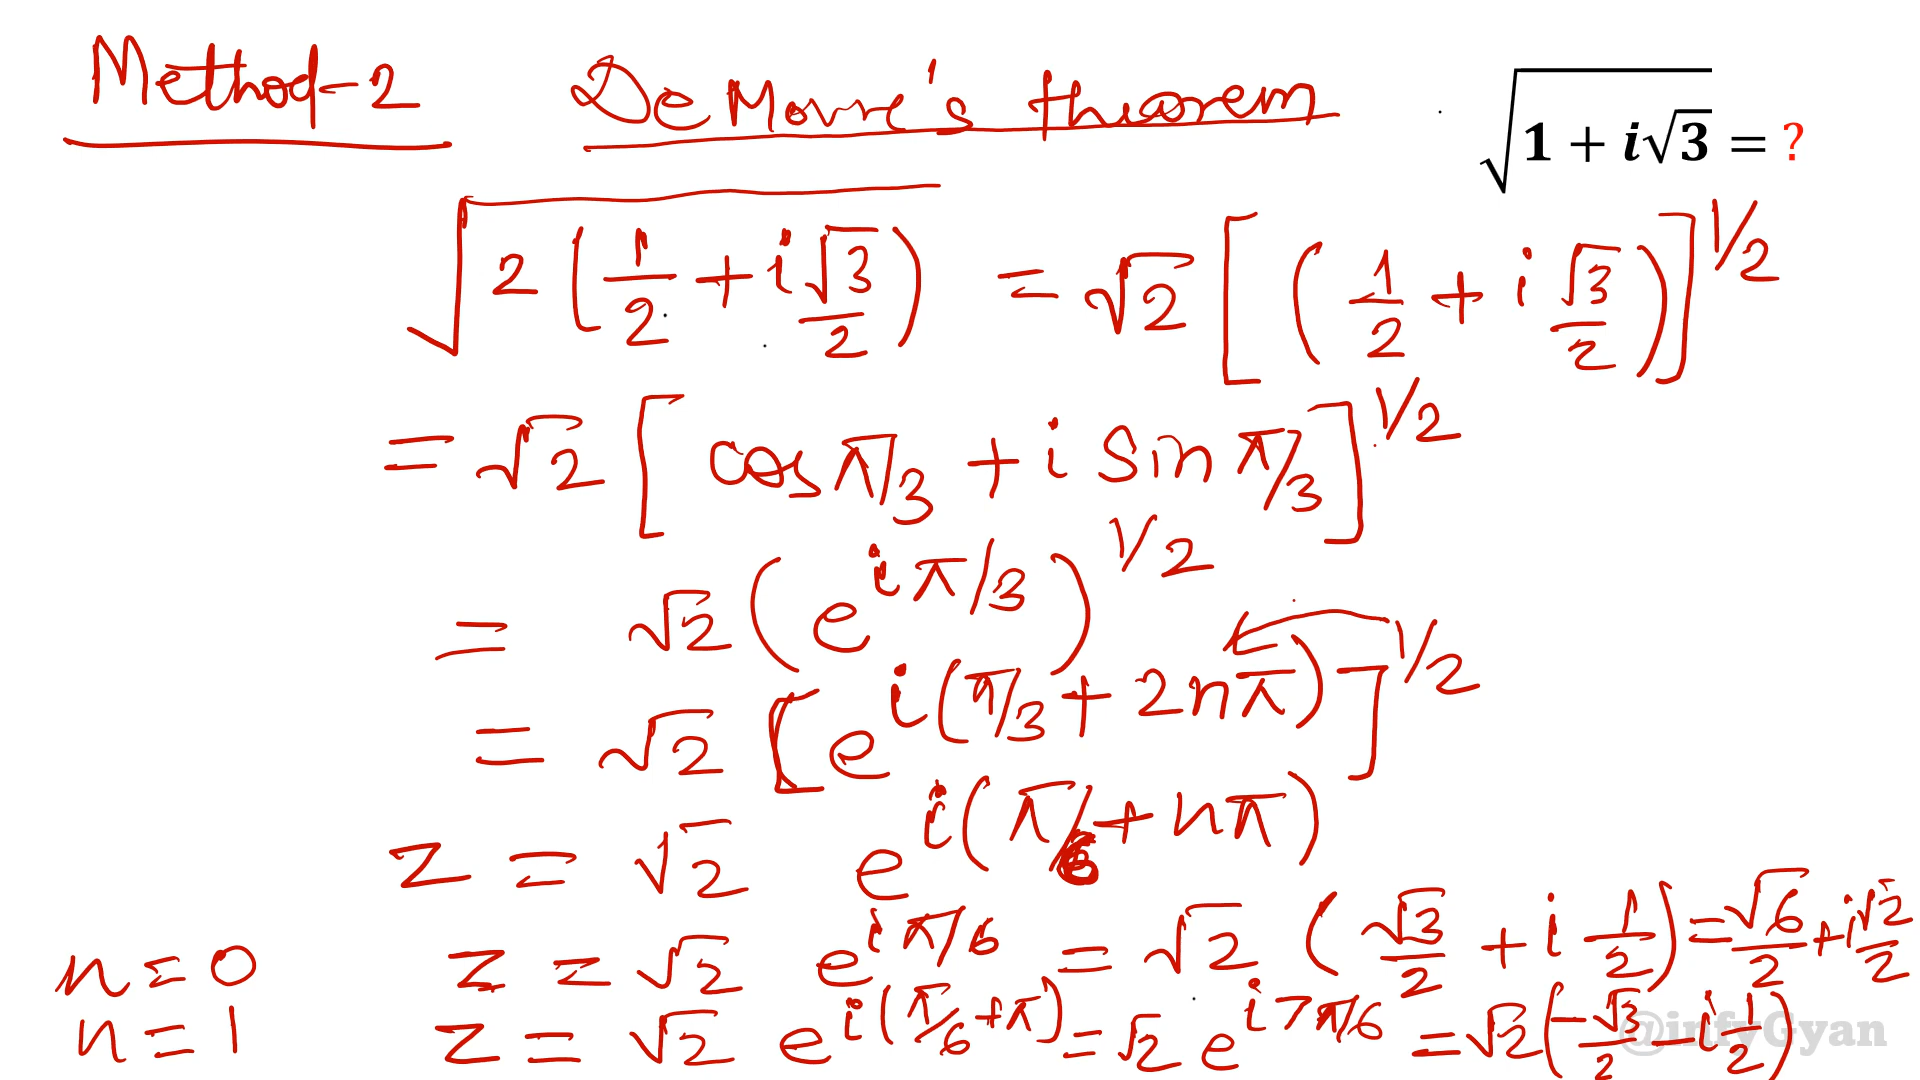 Method-2 DeMovre's theorem
√(1 + i√3) = ?
√(2 (1/2 + i√3/2)) = √2 [(1/2 + i √3/2)]^1/2
= √2 [cos π/3 + i sin π/3]^1/2
= √2 (e^iπ/3)^1/2
= √2 [e^i(π/3 + 2nπ)]^1/2
z = √2 e^i(π/6 + nπ)
n = 0 z = √2 e^iπ/6 = √2 (√3/2 + i 1/2) = √6/2 + i√2/2
n = 1 z = √2 e^i(π/6 + π) = √2 e^i7π/6 = √2 (-√3/2 - i 1/2)
@infyGyan